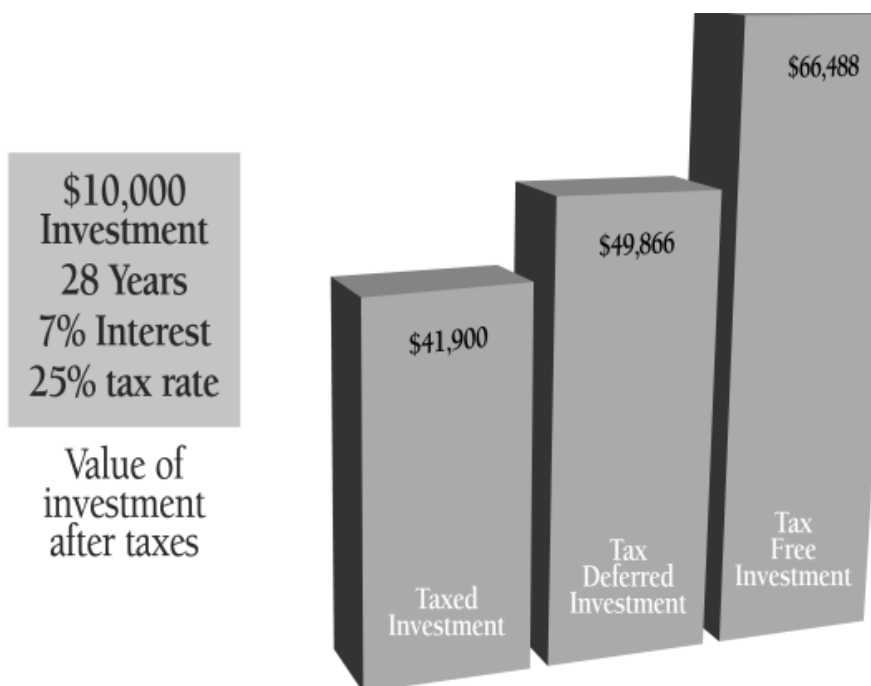 $10,000
Investment
28 Years
7% Interest
25% tax rate
Value of
investment
after taxes
$41,900
Taxed
Investment
$49,866
Tax
Deferred
Investment
$66,488
Tax
Free
Investment